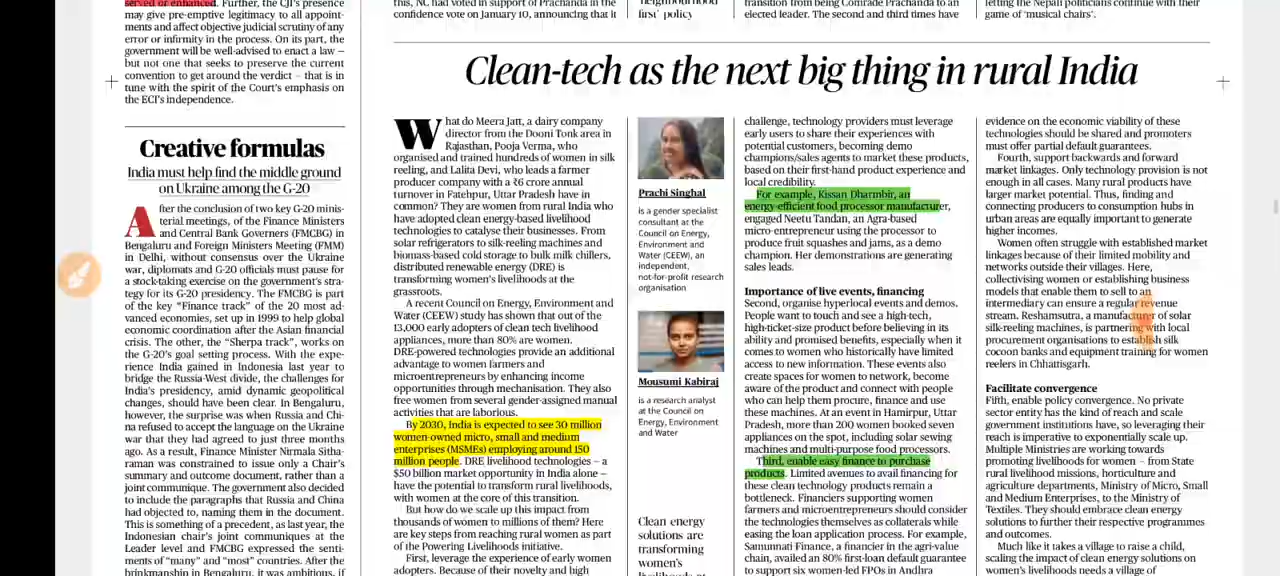 served or enhanced. Further, the CJI's presence
may give pre-emptive legitimacy to all appoint-
ments and affect objective judicial scrutiny of any
error or infirmity in the process. On its part, the
government will be well-advised to enact a law —
but not one that seeks to preserve the current
convention to get around the verdict – that is in
tune with the spirit of the Court's emphasis on
the ECI's independence.
Creative formulas
India must help find the middle ground
on Ukraine among the G-20
After the conclusion of two key G-20 minis-
terial meetings, of the Finance Ministers
and Central Bank Governers (FMCBG) in
Bengaluru and Foreign Ministers Meeting (FMM)
in Delhi, without consensus over the Ukraine
war, diplomats and G-20 officials must pause for
a stock-taking exercise on the government's stra-
tegy for its G-20 presidency. The FMCBG is part
of the key "Finance track" of the 20 most ad-
vanced economies, set up in 1999 to help global
economic coordination after the Asian financial
crisis. The other, the "Sherpa track", works on
the G-20's goal setting process. With the expe-
rience India gained in Indonesia last year to
bridge the Russia-West divide, the challenges for
India's presidency, amid dynamic geopolitical
changes, should have been clear. In Bengaluru,
however, the surprise was when Russia and Chi-
na refused to accept the language on the Ukraine
war that they had agreed to just three months
ago. As a result, Finance Minister Nirmala Sitha-
raman was constrained to issue only a Chair's
summary and outcome document, rather than a
joint communique. The government also decided
to include the paragraphs that Russia and China
had objected to, naming them in the document.
This is something of a precedent, as last year, the
Indonesian chair's joint communiques at the
Leader level and FMCBG expressed the senti-
ments of "many" and "most" countries. After the
brinkmanship in Bengaluru, it was ambitious, if
this, NC had voted in support of Prachanda in the
confidence vote on January 10, announcing that it
'neighbourhood
first' policy
transition from being Comrade Prachanda to an
elected leader. The second and third times have
letting the Nepali politicians continue with their
game of 'musical chairs'.
Clean-tech as the next big thing in rural India
What do Meera Jatt, a dairy company
director from the Dooni Tonk area in
Rajasthan, Pooja Verma, who
organised and trained hundreds of women in silk
reeling, and Lalita Devi, who leads a farmer
producer company with a ₹6 crore annual
turnover in Fatehpur, Uttar Pradesh have in
common? They are women from rural India who
have adopted clean energy-based livelihood
technologies to catalyse their businesses. From
solar refrigerators to silk-reeling machines and
biomass-based cold storage to bulk milk chillers,
distributed renewable energy (DRE) is
transforming women's livelihoods at the
grassroots.
A recent Council on Energy, Environment and
Water (CEEW) study has shown that out of the
13,000 early adopters of clean tech livelihood
appliances, more than 80% are women.
DRE-powered technologies provide an additional
advantage to women farmers and
microentrepreneurs by enhancing income
opportunities through mechanisation. They also
free women from several gender-assigned manual
activities that are laborious.
By 2030, India is expected to see 30 million
women-owned micro, small and medium
enterprises (MSMEs) employing around 150
million people. DRE livelihood technologies – a
$50 billion market opportunity in India alone —
have the potential to transform rural livelihoods,
with women at the core of this transition.
But how do we scale up this impact from
thousands of women to millions of them? Here
are key steps from reaching rural women as part
of the Powering Livelihoods initiative.
First, leverage the experience of early women
adopters. Because of their novelty and high
Prachi Singhal
is a gender specialist
consultant at the
Council on Energy,
Environment and
Water (CEEW), an
independent,
not-for-profit research
organisation
Mousumi Kabiraj
is a research analyst
at the Council on
Energy, Environment
and Water
Clean energy
solutions are
transforming
women's
challenge, technology providers must leverage
early users to share their experiences with
potential customers, becoming demo
champions/sales agents to market these products,
based on their first-hand product experience and
local credibility.
For example, Kissan Dharmbir, an
energy-efficient food processor manufacturer,
engaged Neetu Tandan, an Agra-based
micro-entrepreneur using the processor to
produce fruit squashes and jams, as a demo
champion. Her demonstrations are generating
sales leads.
Importance of live events, financing
Second, organise hyperlocal events and demos.
People want to touch and see a high-tech,
high-ticket-size product before believing in its
ability and promised benefits, especially when it
comes to women who historically have limited
access to new information. These events also
create spaces for women to network, become
aware of the product and connect with people
who can help them procure, finance and use
these machines. At an event in Hamirpur, Uttar
Pradesh, more than 200 women booked seven
appliances on the spot, including solar sewing
machines and multi-purpose food processors.
Third, enable easy finance to purchase
products. Limited avenues to avail financing for
these clean technology products remain a
bottleneck. Financiers supporting women
farmers and microentrepreneurs should consider
the technologies themselves as collaterals while
easing the loan application process. For example,
Samunnati Finance, a financier in the agri-value
chain, availed an 80% first-loan default guarantee
to support six women-led FPOs in Andhra
evidence on the economic viability of these
technologies should be shared and promoters
must offer partial default guarantees.
Fourth, support backwards and forward
market linkages. Only technology provision is not
enough in all cases. Many rural products have
larger market potential. Thus, finding and
connecting producers to consumption hubs in
urban areas are equally important to generate
higher incomes.
Women often struggle with established market
linkages because of their limited mobility and
networks outside their villages. Here,
collectivising women or establishing business
models that enable them to sell to an
intermediary can ensure a regular revenue
stream. Reshamsutra, a manufacturer of solar
silk-reeling machines, is partnering with local
procurement organisations to establish silk
cocoon banks and equipment training for women
reelers in Chhattisgarh.
Facilitate convergence
Fifth, enable policy convergence. No private
sector entity has the kind of reach and scale
government institutions have, so leveraging their
reach is imperative to exponentially scale up.
Multiple Ministries are working towards
promoting livelihoods for women – from State
rural livelihood missions, horticulture and
agriculture departments, Ministry of Micro, Small
and Medium Enterprises, to the Ministry of
Textiles. They should embrace clean energy
solutions to further their respective programmes
and outcomes.
Much like it takes a village to raise a child,
scaling the impact of clean energy solutions on
women's livelihoods needs a village of